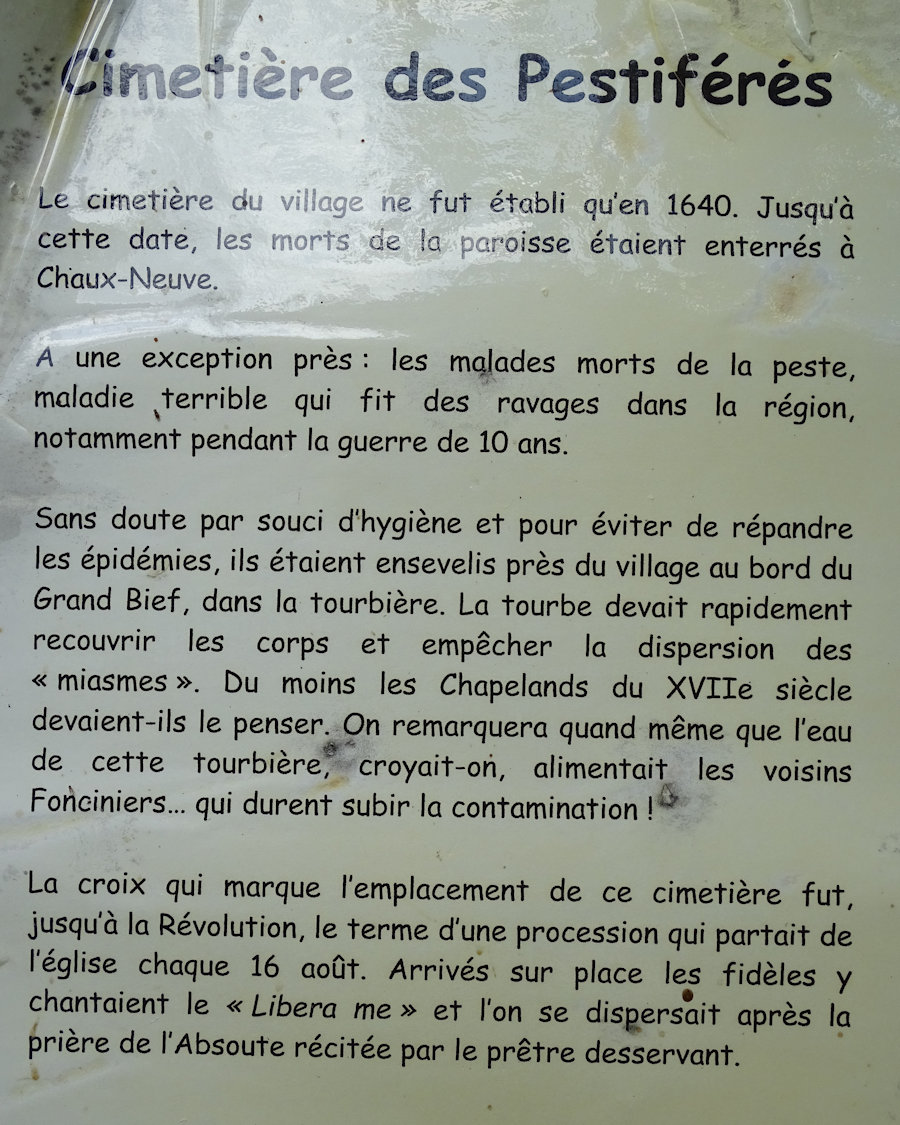 Cimetière des Pestiférés
Le cimetière du village ne fut établi qu'en 1640. Jusqu'à
cette date, les morts de la paroisse étaient enterrés à
Chaux-Neuve.
A une exception près : les malades morts de la peste,
maladie terrible qui fit des ravages dans la région,
notamment pendant la guerre de 10 ans.
Sans doute par souci d'hygiène et pour éviter de répandre
les épidémies, ils étaient ensevelis près du village au bord du
Grand Bief, dans la tourbière. La tourbe devait rapidement
recouvrir les corps et empêcher la dispersion des
« miasmes ». Du moins les Chapelands du XVIIe siècle
devaient-ils le penser. On remarquera quand même que l'eau
de cette tourbière, croyait-on, alimentait les voisins
Fonciniers... qui durent subir la contamination !
La croix qui marque l'emplacement de ce cimetière fut,
jusqu'à la Révolution, le terme d'une procession qui partait de
l'église chaque 16 août. Arrivés sur place les fidèles y
chantaient le « Libera me » et l'on se dispersait après la
prière de l'Absoute récitée par le prêtre desservant.